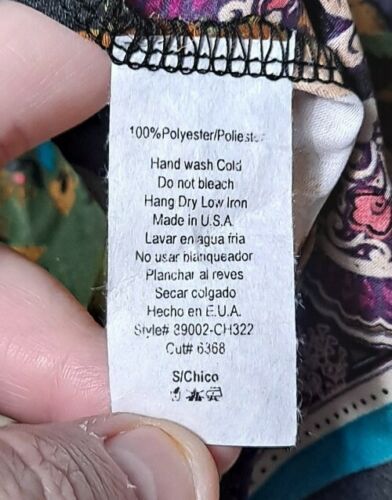 100%Polyester/Poliester
Hand wash Cold
Do not bleach
Hang Dry Low Iron
Made in U.S.A
Lavar en agua fria
No usar blanqueador
Planchar al reves
Secar colgado
Hecho en E.U.A.
Style# 89002-CH322
Cut# 6368
S/Chico